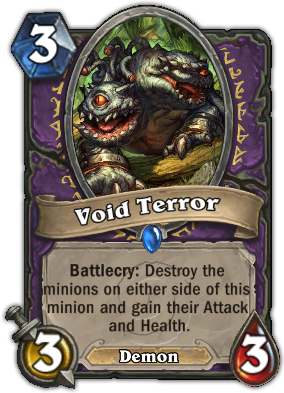 3
Void Terror
Battlecry: Destroy the
minions on either side of this
minion and gain their Attack
and Health.
3
Demon
3